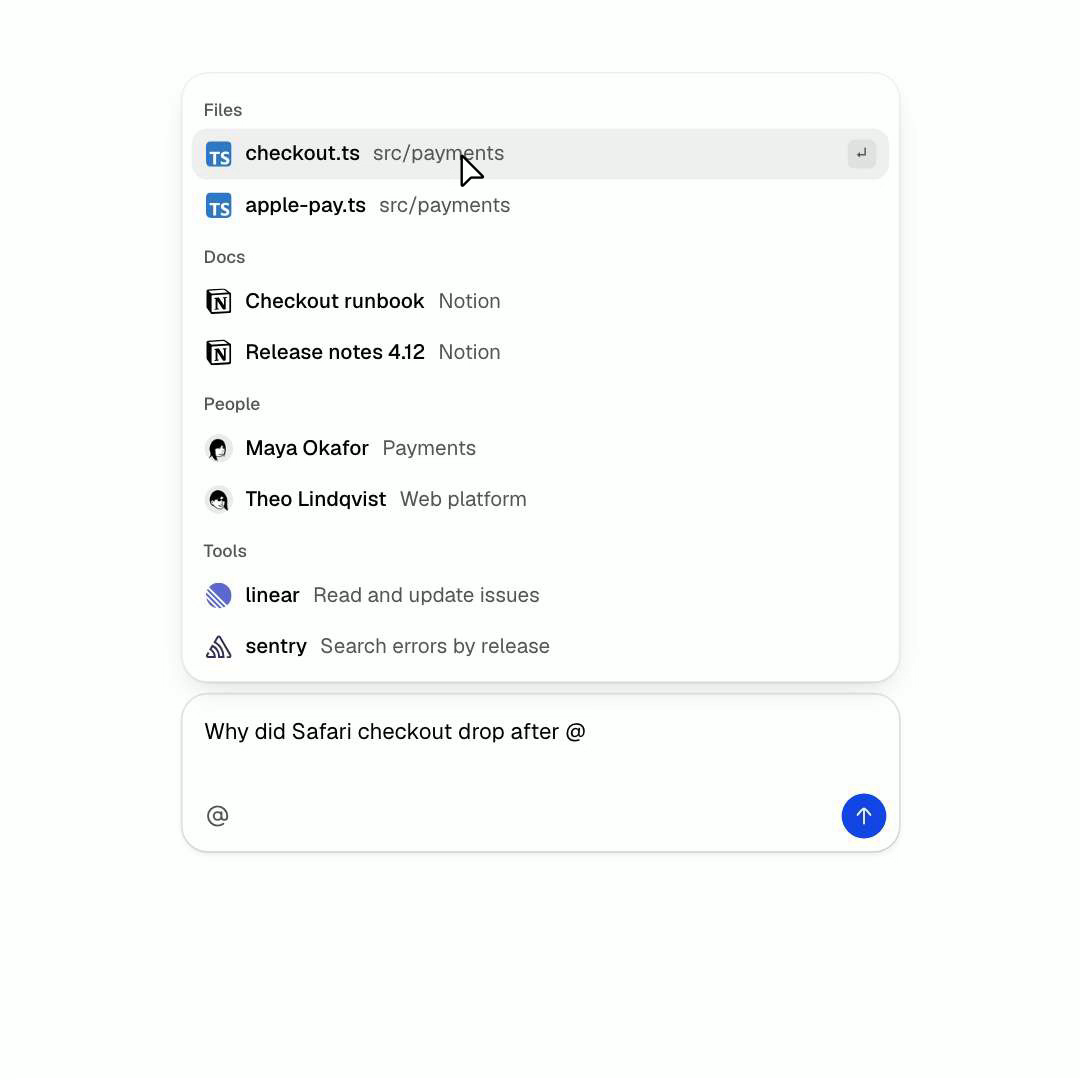 Files
TS checkout.ts src/payments ↵
TS apple-pay.ts src/payments
Docs
N Checkout runbook Notion
N Release notes 4.12 Notion
People
Maya Okafor Payments
Theo Lindqvist Web platform
Tools
linear Read and update issues
sentry Search errors by release
Why did Safari checkout drop after @
@